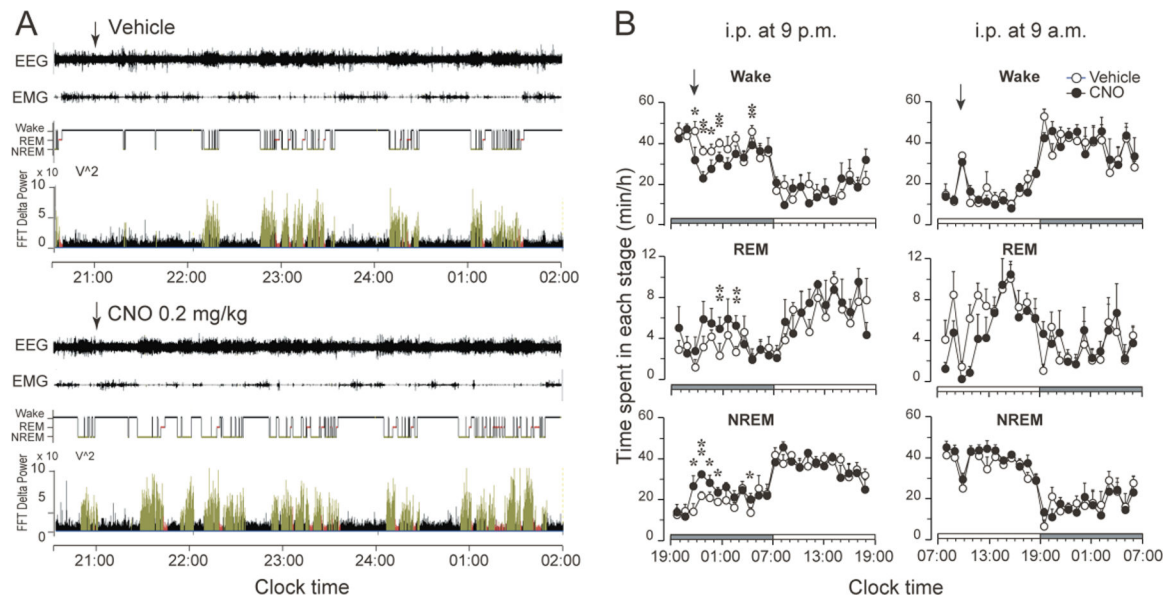 A
Vehicle
EEG
EMG
Wake
REM
NREM
x 10 V^2
FFT Delta Power
10
5
0
21:00 22:00 23:00 24:00 01:00 02:00
CNO 0.2 mg/kg
EEG
EMG
Wake
REM
NREM
x 10 V^2
FFT Delta Power
10
5
0
21:00 22:00 23:00 24:00 01:00 02:00
Clock time
B
i.p. at 9 p.m. i.p. at 9 a.m.
Time spent in each stage (min/h)
Wake Wake
Vehicle
CNO
60 60
40 40
20 20
0 0
* ** ** ** **
REM REM
12 12
8 8
4 4
0 0
** **
NREM NREM
60 60
40 40
20 20
0 0
* ** * * *
19:00 01:00 07:00 13:00 19:00 07:00 13:00 19:00 01:00 07:00
Clock time